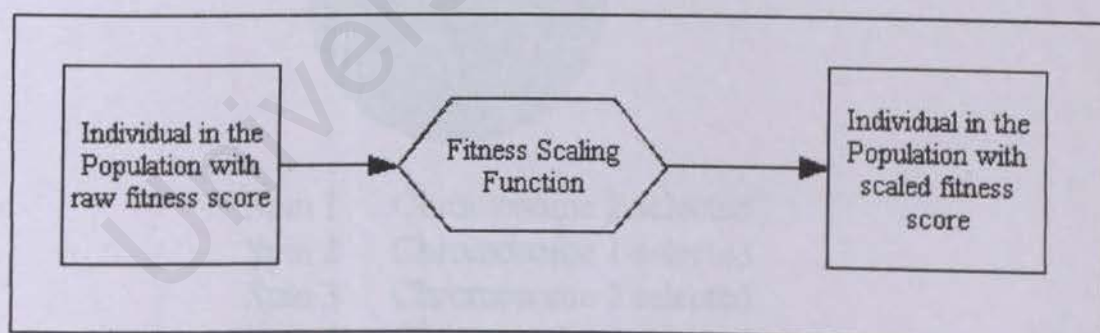 Individual in the
Population with
raw fitness score
Fitness Scaling
Function
Individual in the
Population with
scaled fitness
score
Univers